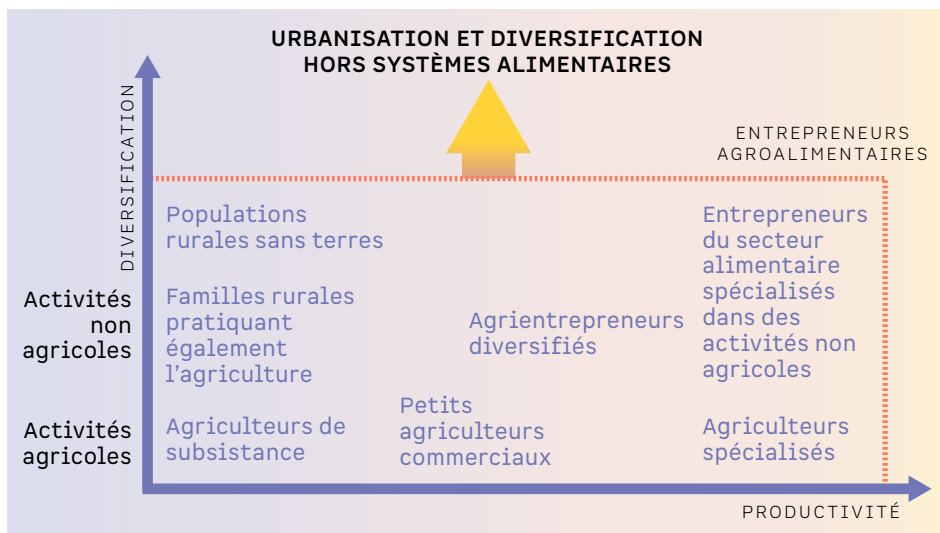 URBANISATION ET DIVERSIFICATION
HORS SYSTÈMES ALIMENTAIRES
DIVERSIFICATION
ENTREPRENEURS
AGROALIMENTAIRES
Populations
rurales sans terres
Entrepreneurs
du secteur
alimentaire
spécialisés
dans des
activités non
agricoles
Activités
non
agricoles
Familles rurales
pratiquant
également
l’agriculture
Agrientrepreneurs
diversifiés
Activités
agricoles
Agriculteurs de
subsistance
Petits
agriculteurs
commerciaux
Agriculteurs
spécialisés
PRODUCTIVITÉ